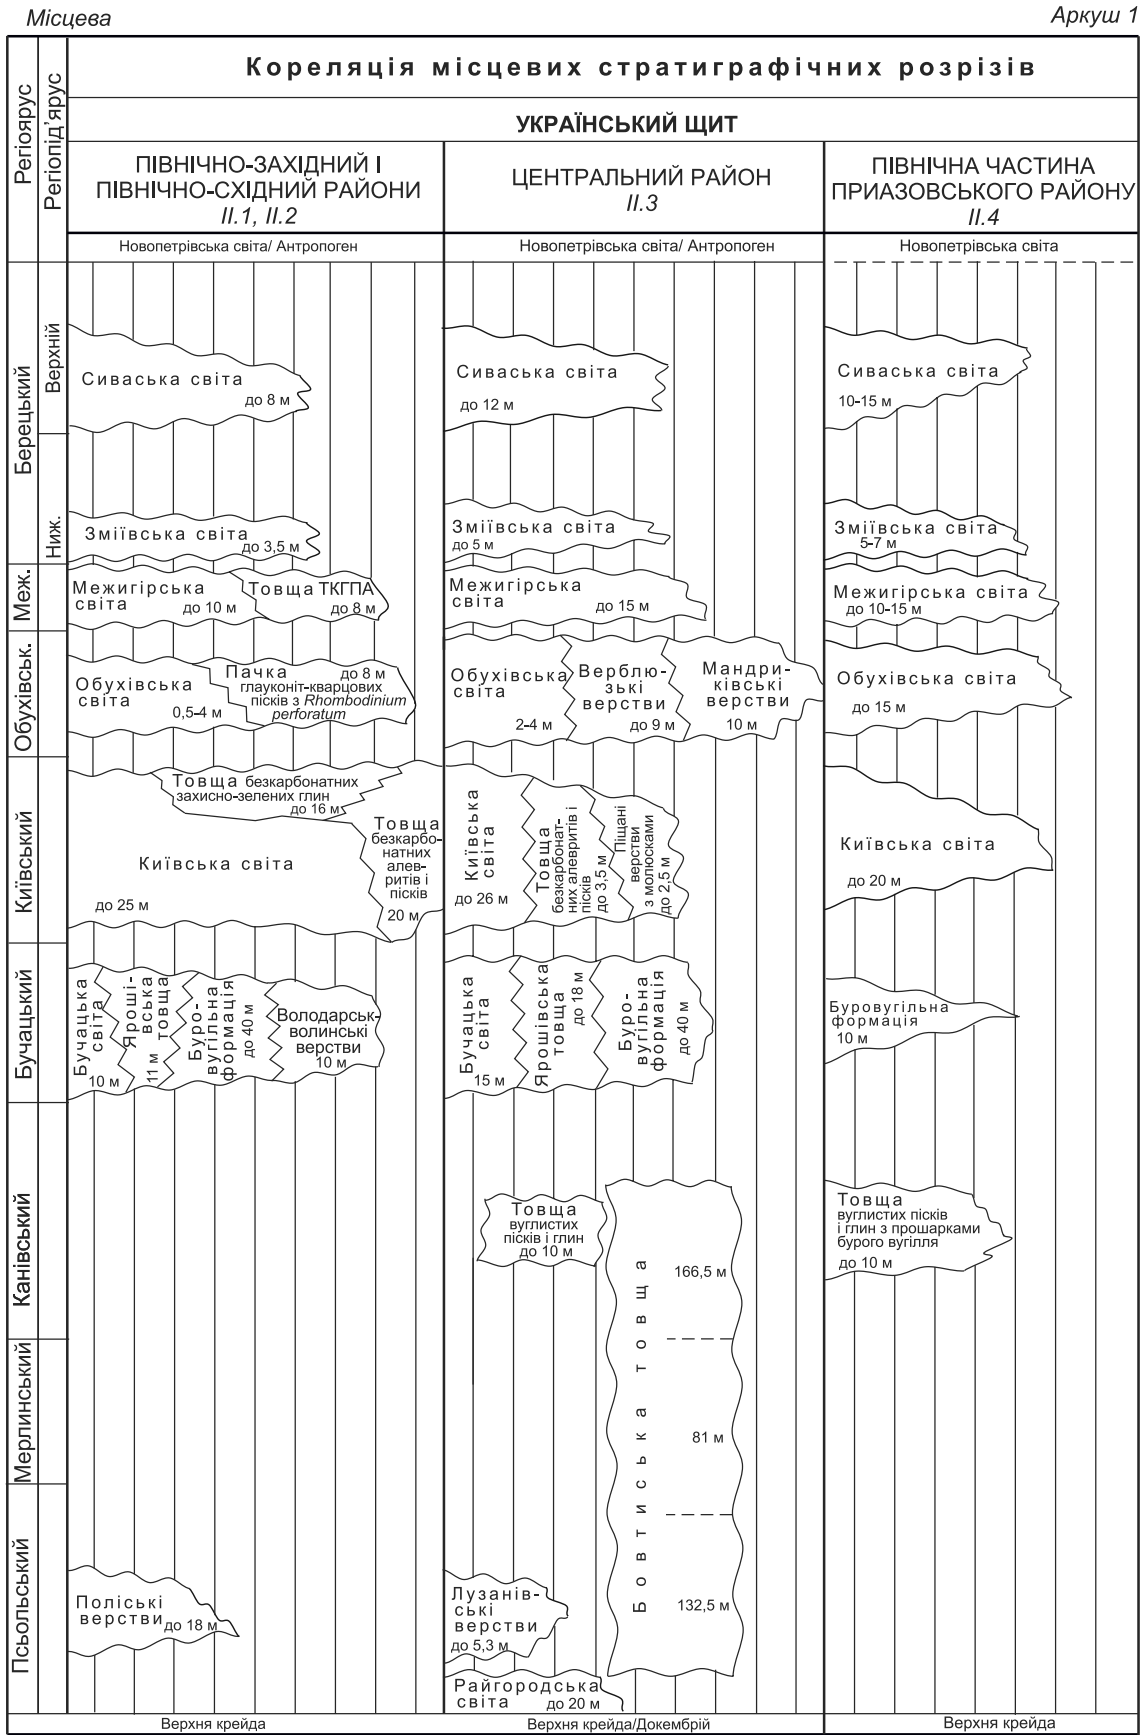 Місцева
Аркуш 1
Регіоярус
Регіопід'ярус
Кореляція місцевих стратиграфічних розрізів
УКРАЇНСЬКИЙ ЩИТ
ПІВНІЧНО-ЗАХІДНИЙ І
ПІВНІЧНО-СХІДНИЙ РАЙОНИ
II.1, II.2
ЦЕНТРАЛЬНИЙ РАЙОН
II.3
ПІВНІЧНА ЧАСТИНА
ПРИАЗОВСЬКОГО РАЙОНУ
II.4
Новопетрівська світа/ Антропоген
Новопетрівська світа/ Антропоген
Новопетрівська світа
Берецький
Верхній
Сиваська світа
до 8 м
Сиваська світа
до 12 м
Сиваська світа
10-15 м
Ниж.
Зміївська світа
до 3,5 м
Зміївська світа
до 5 м
Зміївська світа
5-7 м
Меж.
Межигірська
світа
до 10 м
Товща ТКГПА
до 8 м
Межигірська
світа
до 15 м
Межигірська світа
до 10-15 м
Обухівськ.
Обухівська
світа
0,5-4 м
Пачка
до 8 м
глауконіт-кварцових
пісків з Rhombodinium
perforatum
Обухівська
світа
2-4 м
Верблю-
зькі
верстви
до 9 м
Мандри-
ківські
верстви
10 м
Обухівська світа
до 15 м
Київський
Товща безкарбонатних
захисно-зелених глин
до 16 м
Київська світа
до 25 м
Товща
безкарбо-
натних
алев-
ритів і
пісків
20 м
Київська
світа
до 26 м
Товща
безкарбонат-
них алевритів і
пісків
до 3,5 м
Піщані
верстви
з молюсками
до 2,5 м
Київська світа
до 20 м
Бучацький
Бучацька
світа
10 м
Яроші-
вська
товща
11 м
Буро-
вугільна
формація
до 40 м
Володарськ-
волинські
верстви
10 м
Бучацька
світа
15 м
Ярошівська
товща
до 18 м
Буро-
вугільна
формація
до 40 м
Буровугільна
формація
10 м
Канівський
Товща
вуглистих
пісків і глин
до 10 м
Бовтиська товща
166,5 м
81 м
132,5 м
Товща
вуглистих пісків
і глин з прошарками
бурого вугілля
до 10 м
Мерлинський
Псьольський
Поліські
верстви
до 18 м
Лузанів-
ські
верстви
до 5,3 м
Райгородська
світа
до 20 м
Верхня крейда
Верхня крейда/Докембрій
Верхня крейда